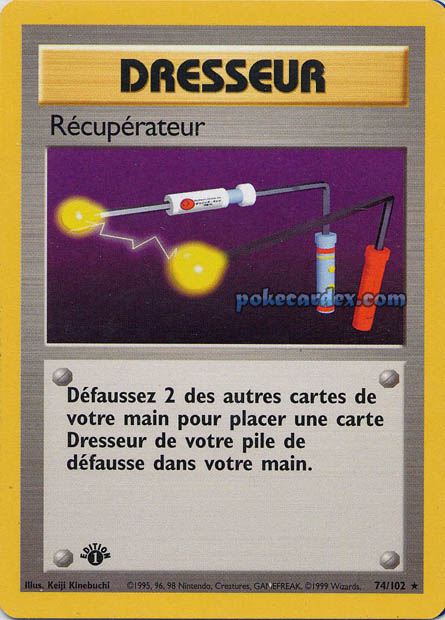 DRESSEUR
Récupérateur
pokecardex.com
Défaussez 2 des autres cartes de
votre main pour placer une carte
Dresseur de votre pile de
défausse dans votre main.
EDITION
1
Illus. Keiji Kinebuchi ©1995, 96, 98 Nintendo, Creatures, GAMEFREAK. ©1999 Wizards. 74/102 ★